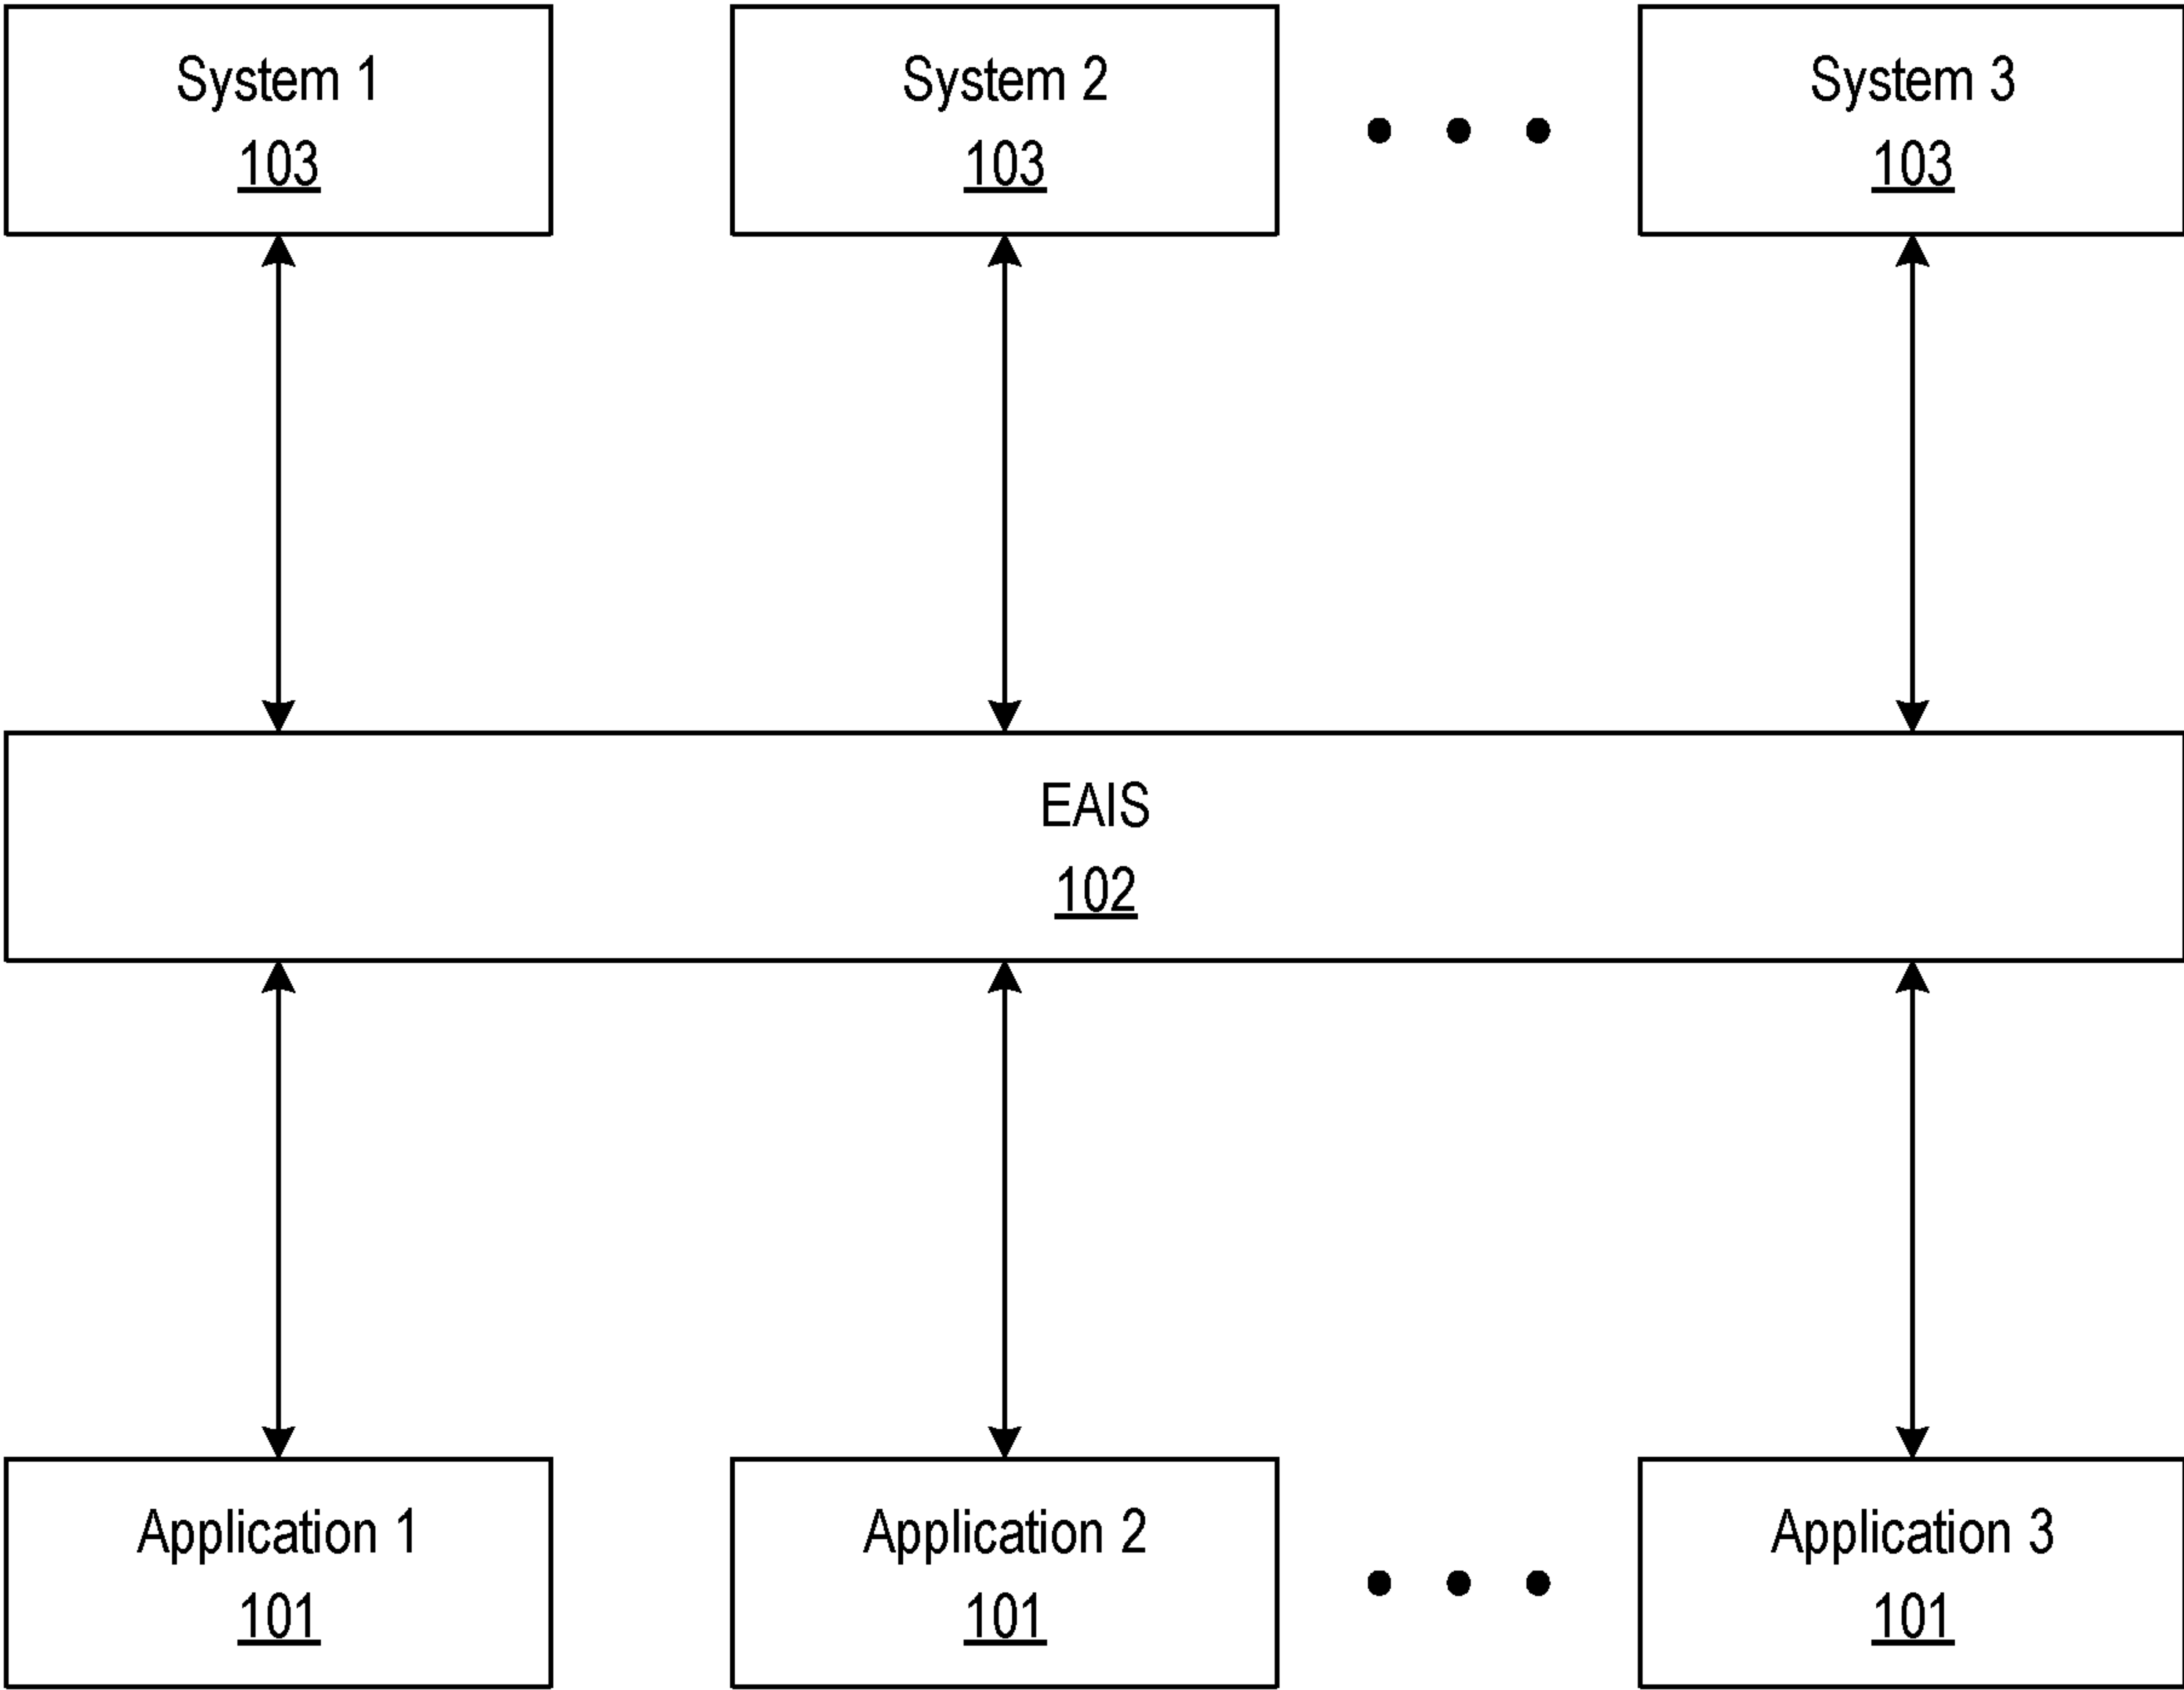 System 1
103
System 2
103
System 3
103
EAIS
102
Application 1
101
Application 2
101
Application 3
101